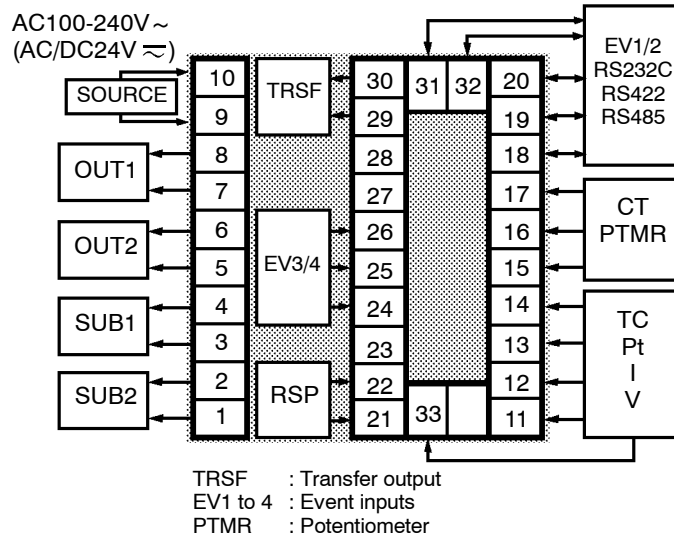 AC100-240V ~
(AC/DC24V ⎓)
SOURCE
OUT1
OUT2
SUB1
SUB2
10
9
8
7
6
5
4
3
2
1
TRSF
EV3/4
RSP
30
29
28
27
26
25
24
23
22
21
31
32
33
20
19
18
17
16
15
14
13
12
11
EV1/2
RS232C
RS422
RS485
CT
PTMR
TC
Pt
I
V
TRSF : Transfer output
EV1 to 4 : Event inputs
PTMR : Potentiometer